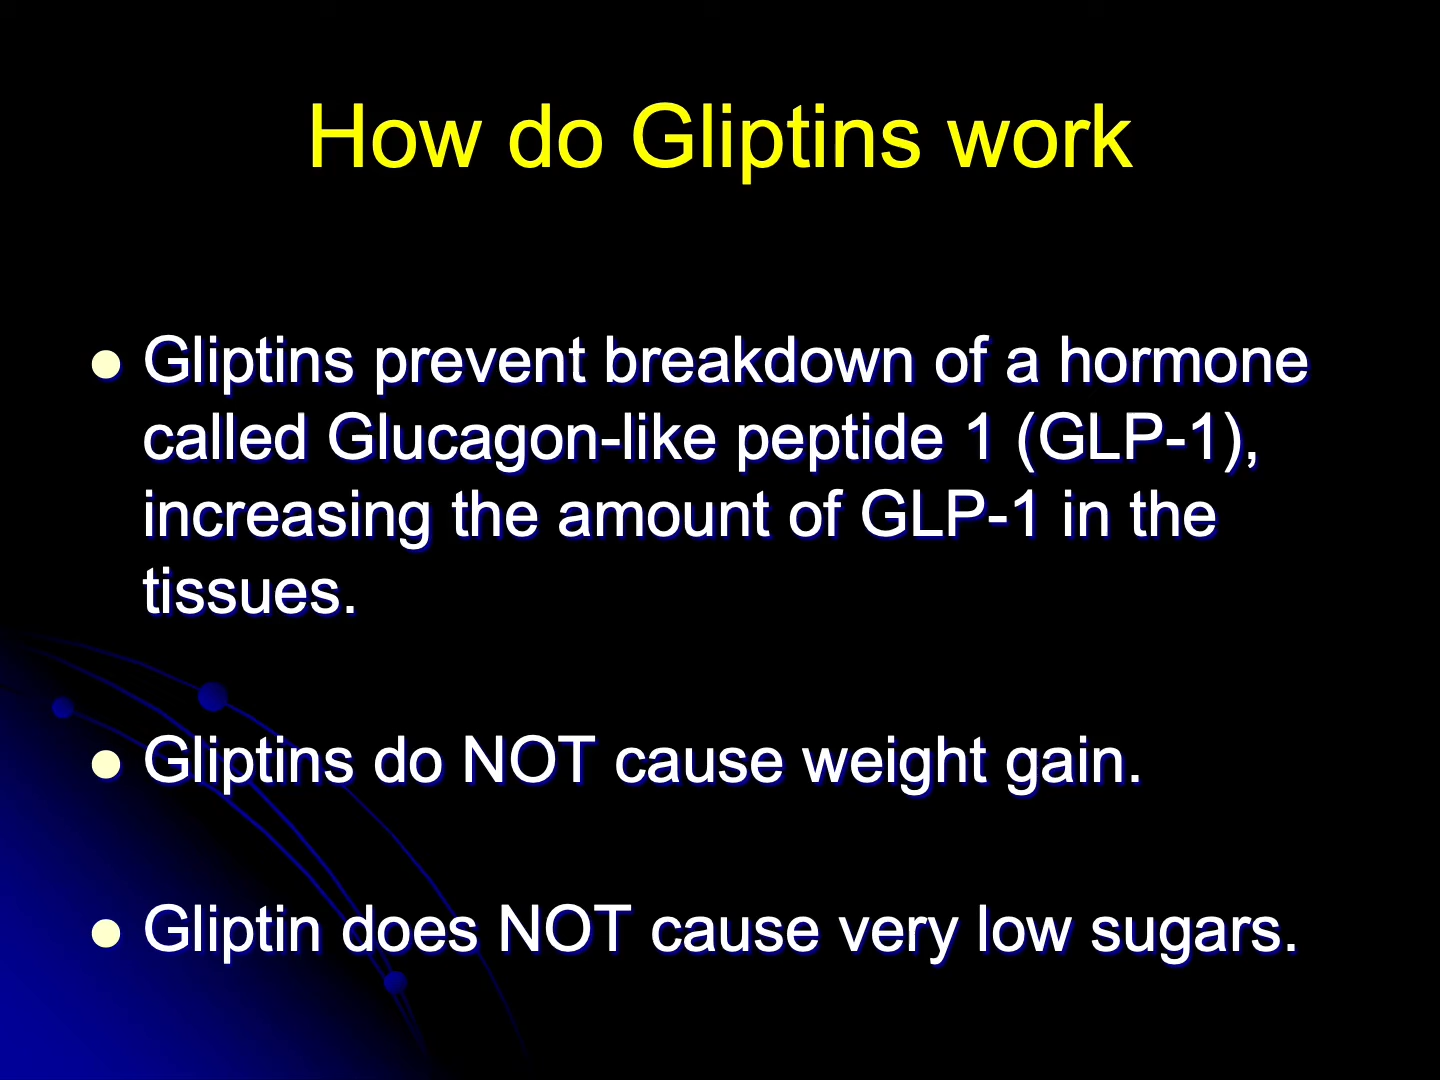 How do Gliptins work
Gliptins prevent breakdown of a hormone
called Glucagon-like peptide 1 (GLP-1),
increasing the amount of GLP-1 in the
tissues.
Gliptins do NOT cause weight gain.
Gliptin does NOT cause very low sugars.